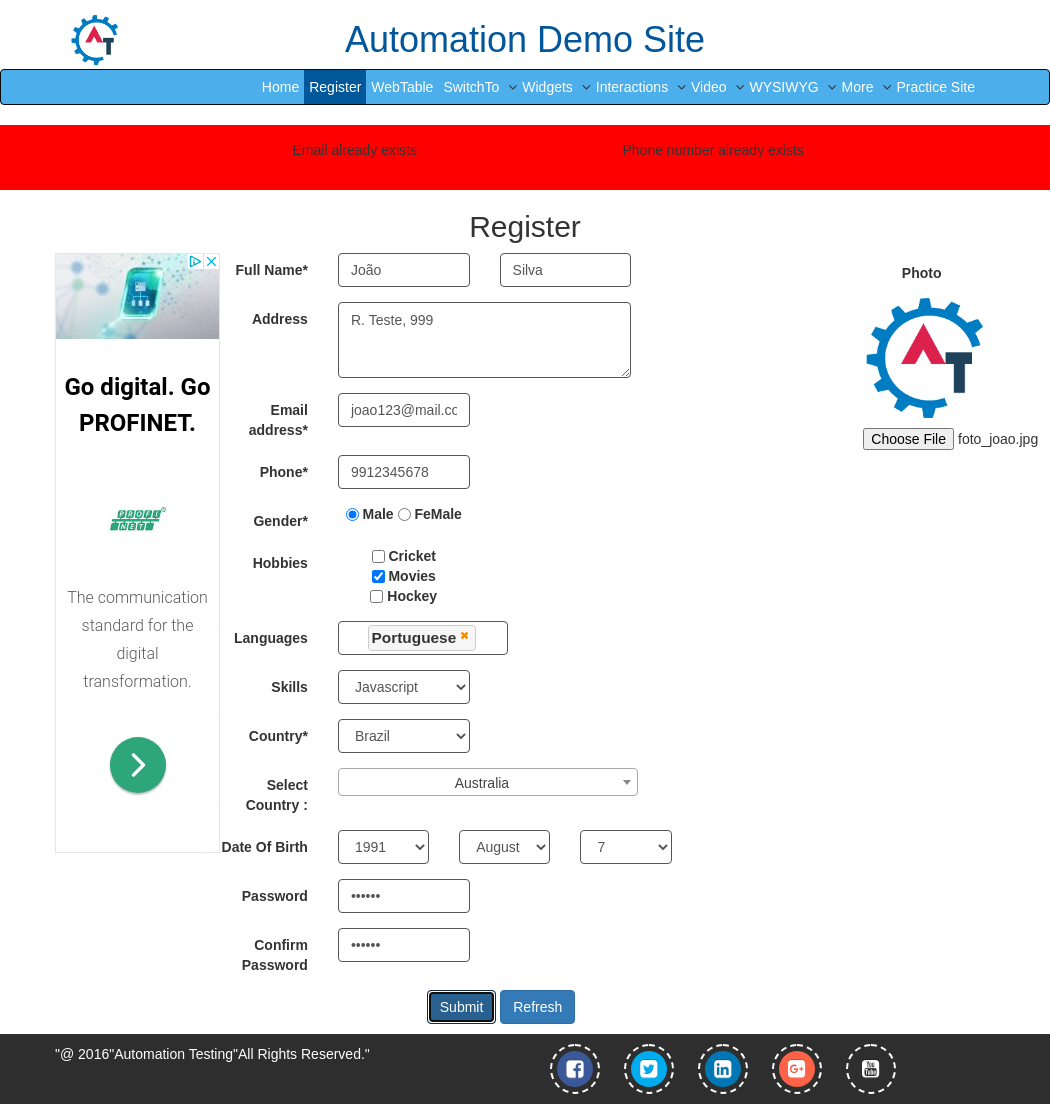 Automation Demo Site
Home Register WebTable SwitchTo Widgets Interactions Video WYSIWYG More Practice Site
Email already exists Phone number already exists
Register
Go digital. Go
PROFINET.
PROFI
NET
The communication
standard for the
digital
transformation.
Full Name* João Silva
Address R. Teste, 999
Email
address* joao123@mail.co
Phone* 9912345678
Gender* Male FeMale
Hobbies Cricket
Movies
Hockey
Languages Portuguese
Skills Javascript
Country* Brazil
Select
Country : Australia
Date Of Birth 1991 August 7
Password ••••••
Confirm
Password ••••••
Submit Refresh
Photo
AT
Choose File foto_joao.jpg
"@ 2016"Automation Testing"All Rights Reserved."
You
Tube